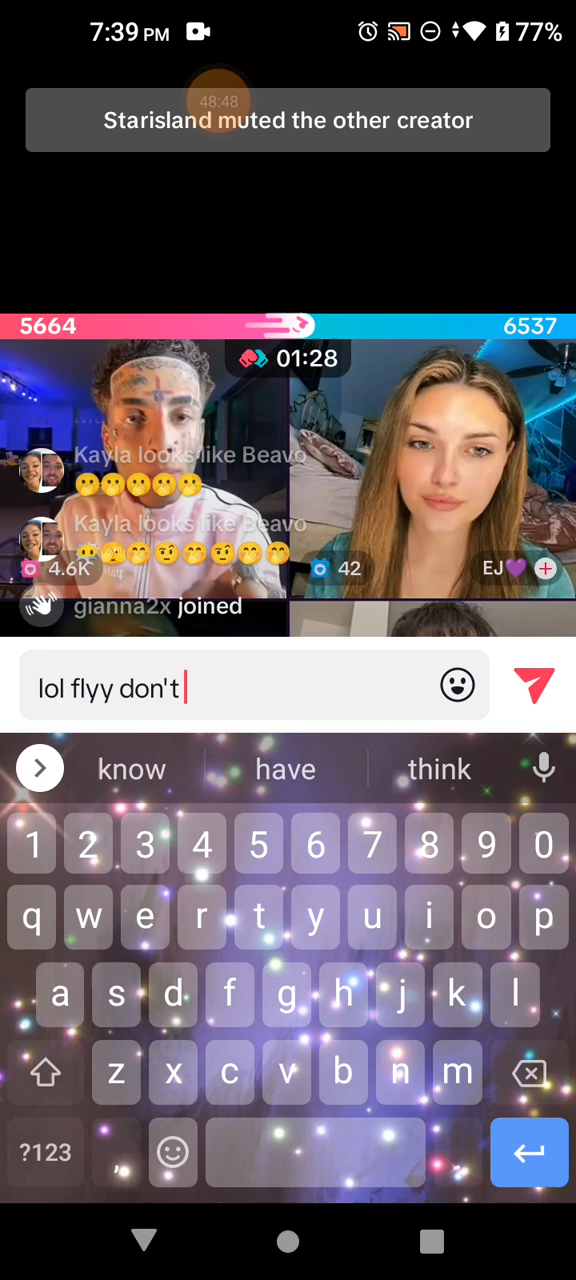 7:39 PM 77%
48:48
Starisland muted the other creator
5664 6537
01:28
Kayla looks like Beavo
🫢🫢🫢🫢🫢
Kayla looks like Beavo
4.6K 42 EJ💜
gianna2x joined
lol flyy don't
know have think
1 2 3 4 5 6 7 8 9 0
q w e r t y u i o p
a s d f g h j k l
z x c v b n m
?123 , .